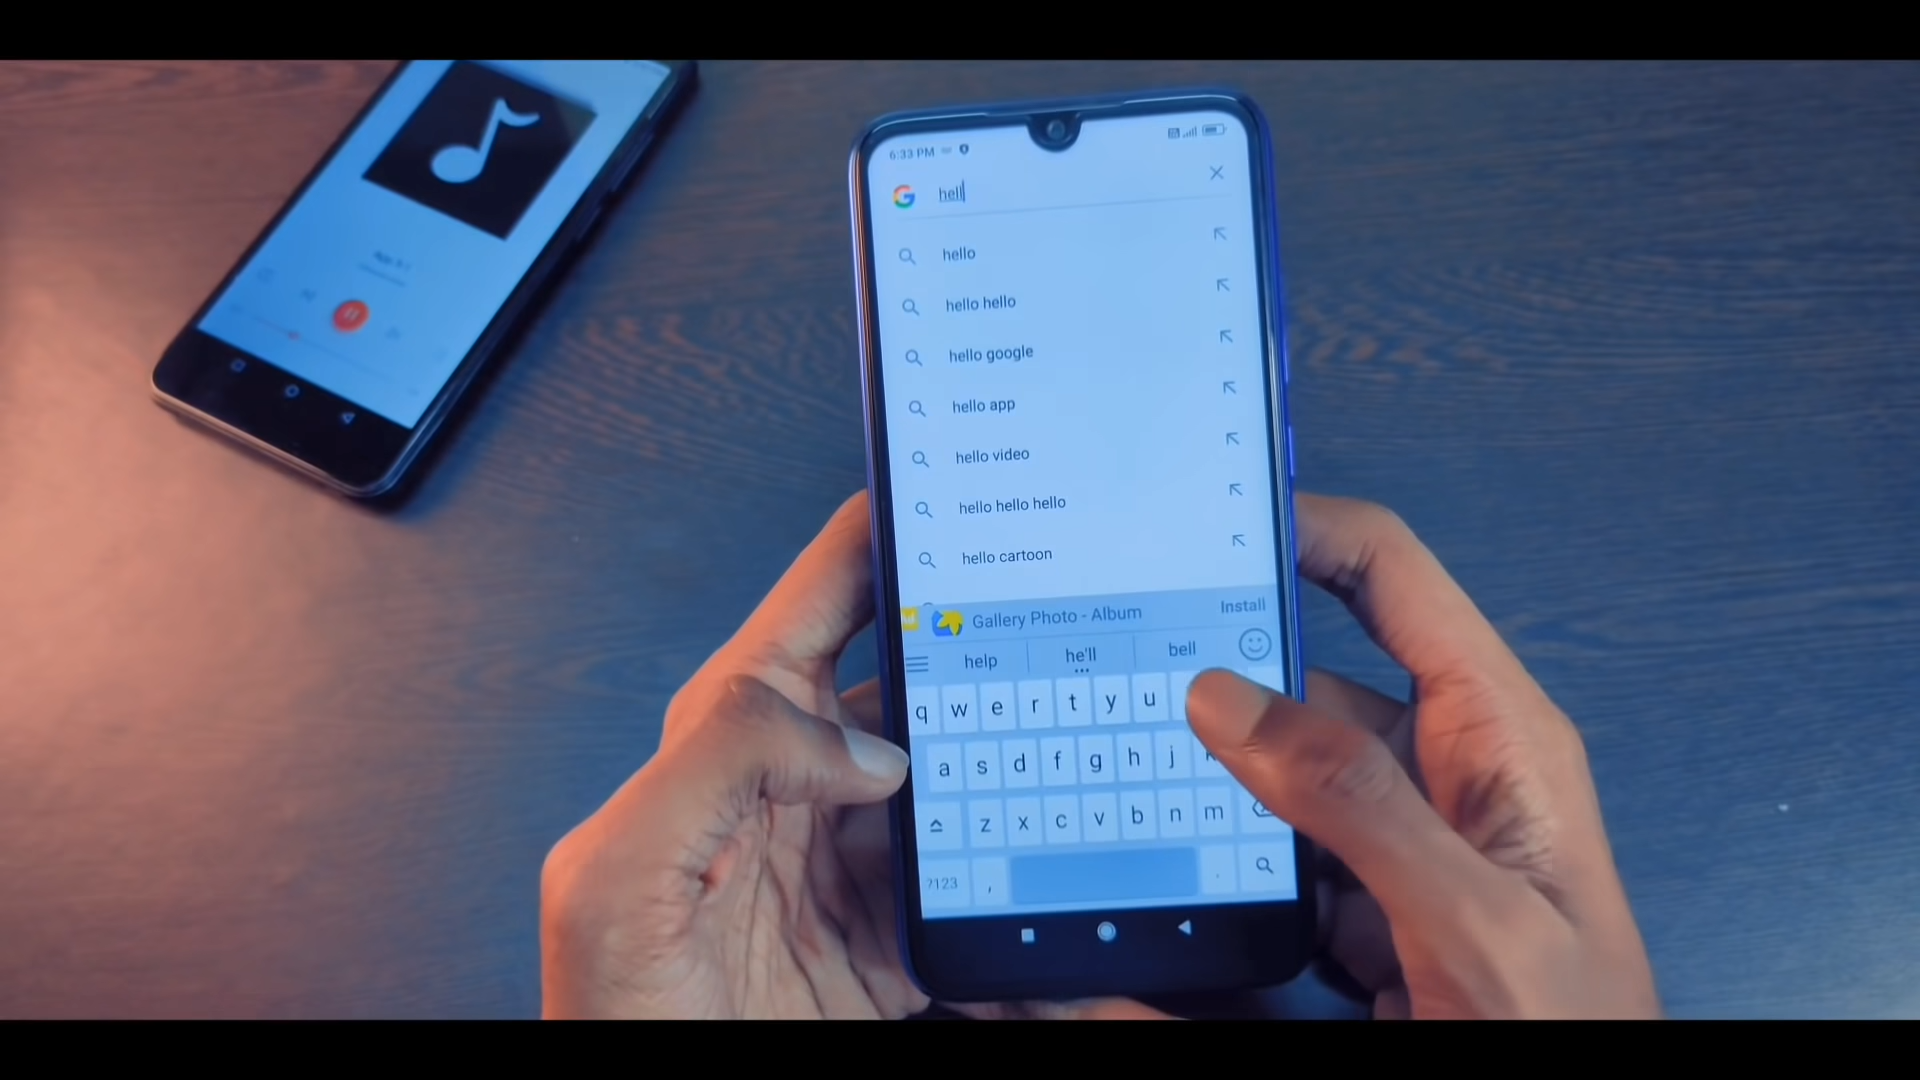 6:33 PM
hell
hello
hello hello
hello google
hello app
hello video
hello hello hello
hello cartoon
Gallery Photo - Album
Install
help
he'll
bell
q w e r t y u
a s d f g h j
z x c v b n m
?123 , .